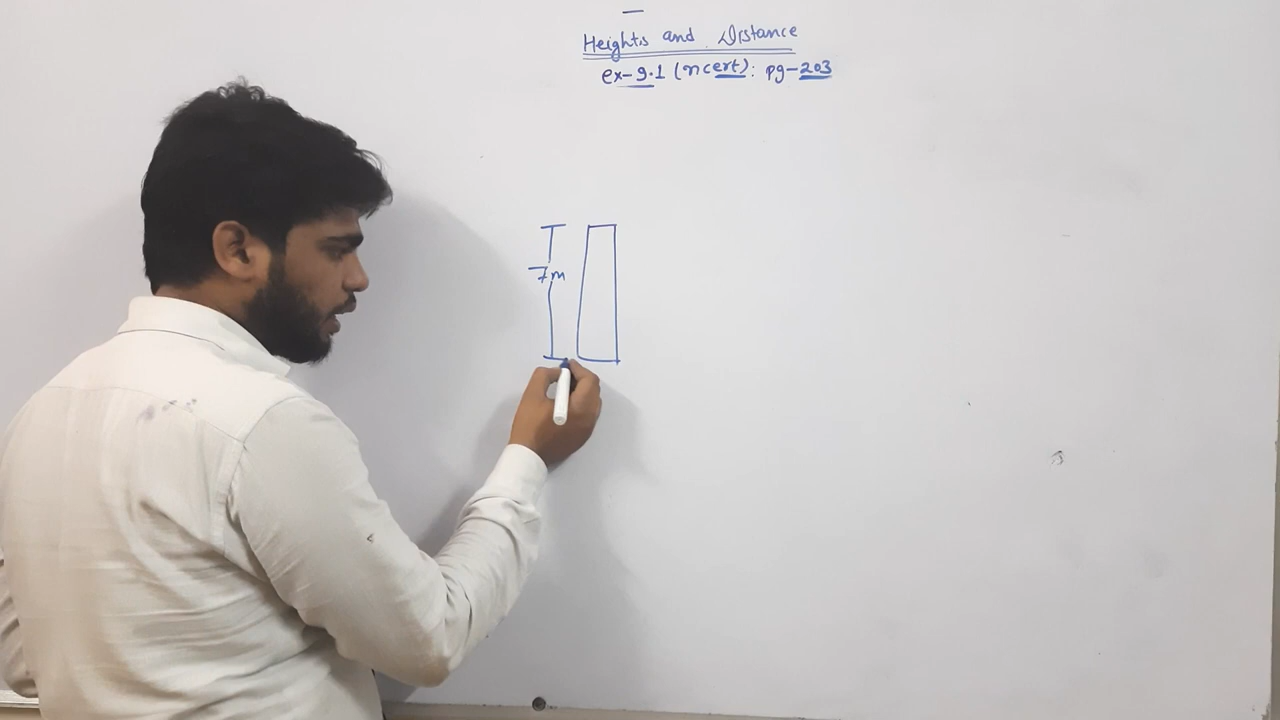 Heights and Distance
ex-9.1 (ncert): pg-203
7m